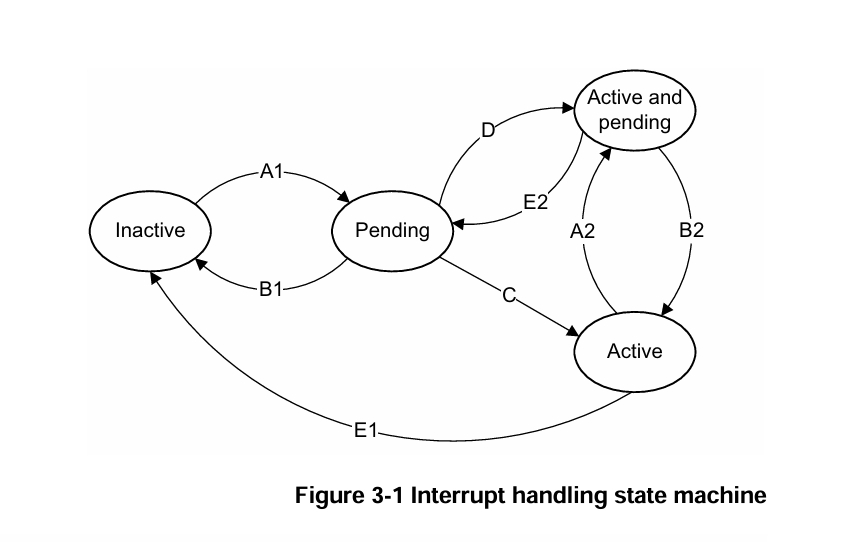 Active and
pending
D
A1
E2
Inactive
Pending
A2
B2
B1
C
Active
E1
Figure 3-1 Interrupt handling state machine